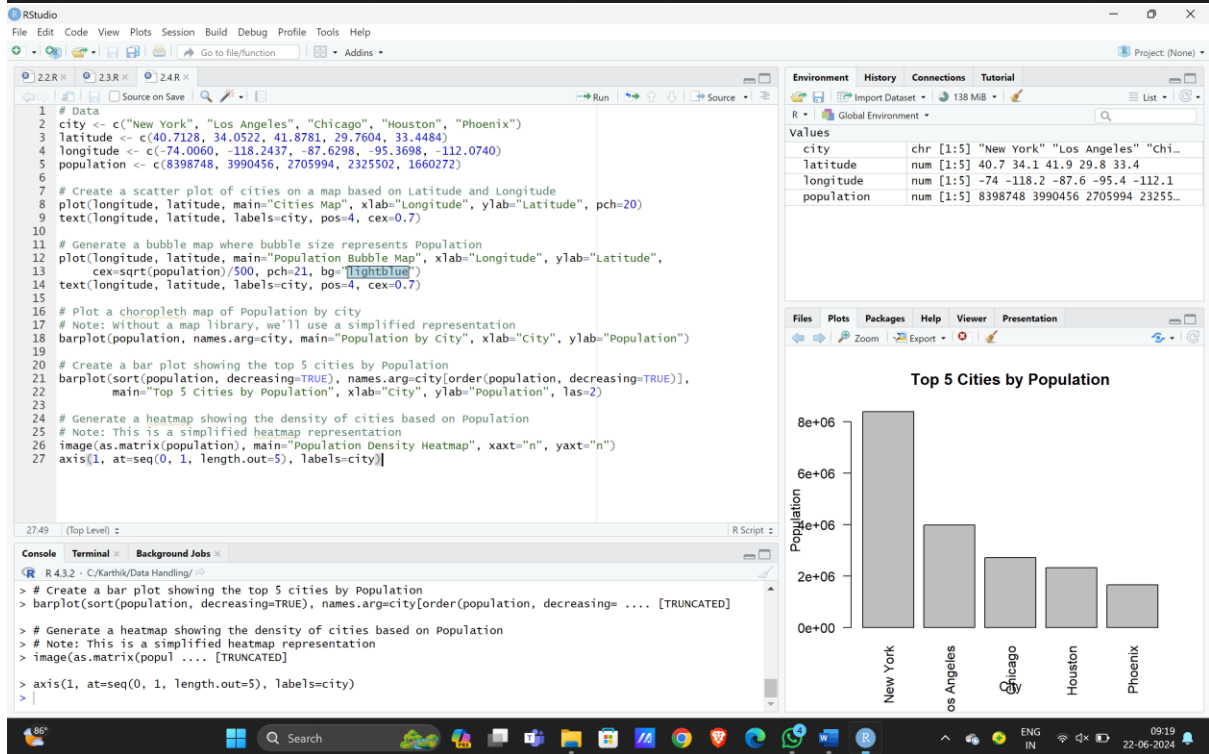 RStudio
File Edit Code View Plots Session Build Debug Profile Tools Help
Go to file/function
Addins
Project: (None)
2.2.R
2.3.R
2.4.R
Source on Save
Run
Source
1 # Data
2 city <- c("New York", "Los Angeles", "Chicago", "Houston", "Phoenix")
3 latitude <- c(40.7128, 34.0522, 41.8781, 29.7604, 33.4484)
4 longitude <- c(-74.0060, -118.2437, -87.6298, -95.3698, -112.0740)
5 population <- c(8398748, 3990456, 2705994, 2325502, 1660272)
6
7 # Create a scatter plot of cities on a map based on Latitude and Longitude
8 plot(longitude, latitude, main="Cities Map", xlab="Longitude", ylab="Latitude", pch=20)
9 text(longitude, latitude, labels=city, pos=4, cex=0.7)
10
11 # Generate a bubble map where bubble size represents Population
12 plot(longitude, latitude, main="Population Bubble Map", xlab="Longitude", ylab="Latitude",
13 cex=sqrt(population)/500, pch=21, bg="lightblue")
14 text(longitude, latitude, labels=city, pos=4, cex=0.7)
15
16 # Plot a choropleth map of Population by city
17 # Note: Without a map library, we'll use a simplified representation
18 barplot(population, names.arg=city, main="Population by City", xlab="City", ylab="Population")
19
20 # Create a bar plot showing the top 5 cities by Population
21 barplot(sort(population, decreasing=TRUE), names.arg=city[order(population, decreasing=TRUE)],
22 main="Top 5 Cities by Population", xlab="City", ylab="Population", las=2)
23
24 # Generate a heatmap showing the density of cities based on Population
25 # Note: This is a simplified heatmap representation
26 image(as.matrix(population), main="Population Density Heatmap", xaxt="n", yaxt="n")
27 axis(1, at=seq(0, 1, length.out=5), labels=city)
27:49 (Top Level)
R Script
Console Terminal Background Jobs
R 4.3.2 · C:/Karthik/Data Handling/
> # Create a bar plot showing the top 5 cities by Population
> barplot(sort(population, decreasing=TRUE), names.arg=city[order(population, decreasing= .... [TRUNCATED]
> # Generate a heatmap showing the density of cities based on Population
> # Note: This is a simplified heatmap representation
> image(as.matrix(popul .... [TRUNCATED]
> axis(1, at=seq(0, 1, length.out=5), labels=city)
>
Environment History Connections Tutorial
Import Dataset
138 MiB
List
R
Global Environment
Values
city chr [1:5] "New York" "Los Angeles" "Chi…
latitude num [1:5] 40.7 34.1 41.9 29.8 33.4
longitude num [1:5] -74 -118.2 -87.6 -95.4 -112.1
population num [1:5] 8398748 3990456 2705994 23255…
Files Plots Packages Help Viewer Presentation
Zoom
Export
Top 5 Cities by Population
Population
8e+06
6e+06
4e+06
2e+06
0e+00
New York
os Angeles
Chicago
Houston
Phoenix
City
86°
Search
4
ENG
IN
09:19
22-06-2024